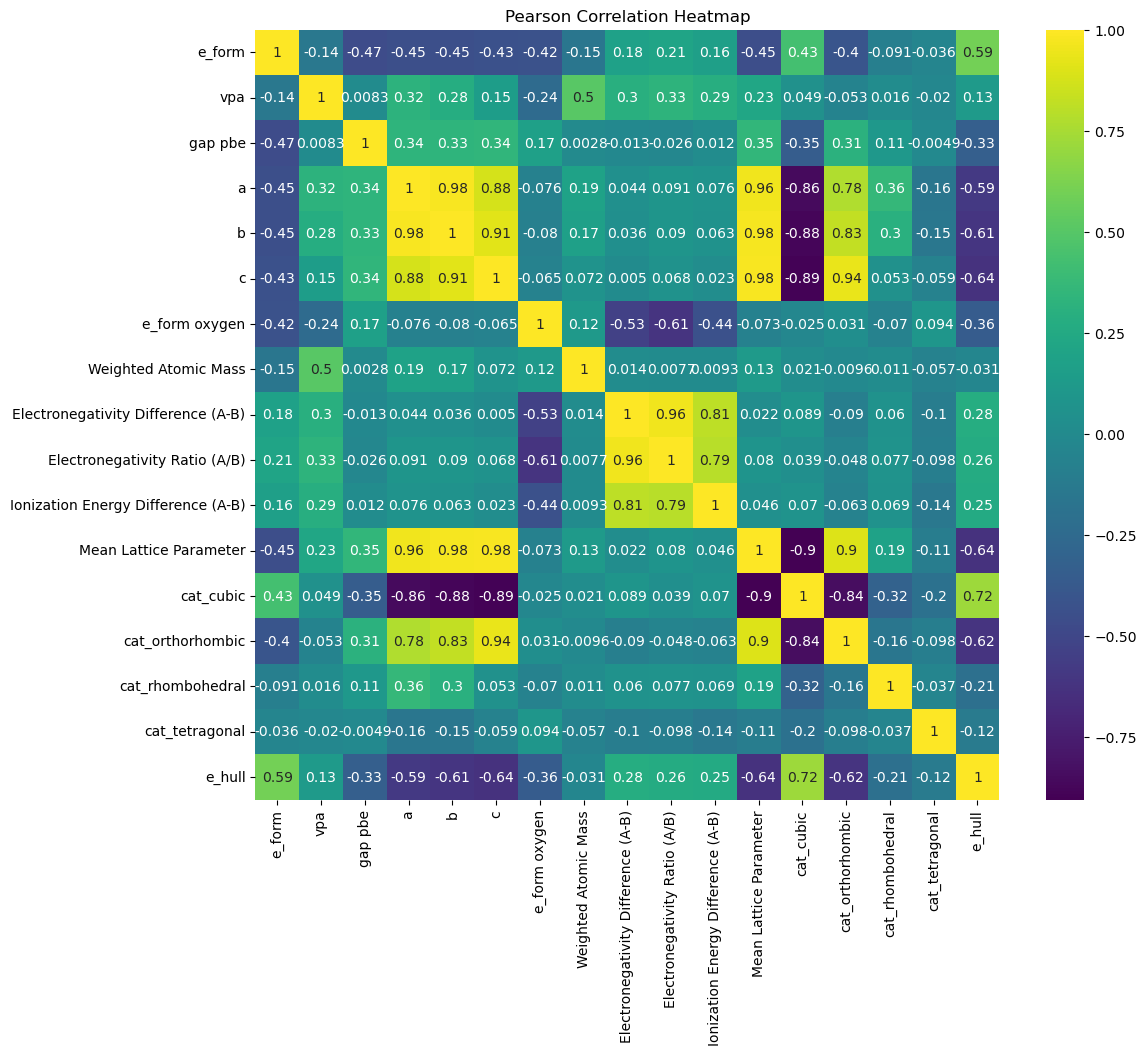 Pearson Correlation Heatmap
e_form 1 -0.14 -0.47 -0.45 -0.45 -0.43 -0.42 -0.15 0.18 0.21 0.16 -0.45 0.43 -0.4 -0.091 -0.036 0.59
vpa -0.14 1 0.0083 0.32 0.28 0.15 -0.24 0.5 0.3 0.33 0.29 0.23 0.049 -0.053 0.016 -0.02 0.13
gap pbe -0.47 0.0083 1 0.34 0.33 0.34 0.17 0.0028 -0.013 -0.026 0.012 0.35 -0.35 0.31 0.11 -0.0049 -0.33
a -0.45 0.32 0.34 1 0.98 0.88 -0.076 0.19 0.044 0.091 0.076 0.96 -0.86 0.78 0.36 -0.16 -0.59
b -0.45 0.28 0.33 0.98 1 0.91 -0.08 0.17 0.036 0.09 0.063 0.98 -0.88 0.83 0.3 -0.15 -0.61
c -0.43 0.15 0.34 0.88 0.91 1 -0.065 0.072 0.005 0.068 0.023 0.98 -0.89 0.94 0.053 -0.059 -0.64
e_form oxygen -0.42 -0.24 0.17 -0.076 -0.08 -0.065 1 0.12 -0.53 -0.61 -0.44 -0.073 -0.025 0.031 -0.07 0.094 -0.36
Weighted Atomic Mass -0.15 0.5 0.0028 0.19 0.17 0.072 0.12 1 0.014 0.0077 0.0093 0.13 0.021 -0.0096 0.011 -0.057 -0.031
Electronegativity Difference (A-B) 0.18 0.3 -0.013 0.044 0.036 0.005 -0.53 0.014 1 0.96 0.81 0.022 0.089 -0.09 0.06 -0.1 0.28
Electronegativity Ratio (A/B) 0.21 0.33 -0.026 0.091 0.09 0.068 -0.61 0.0077 0.96 1 0.79 0.08 0.039 -0.048 0.077 -0.098 0.26
Ionization Energy Difference (A-B) 0.16 0.29 0.012 0.076 0.063 0.023 -0.44 0.0093 0.81 0.79 1 0.046 0.07 -0.063 0.069 -0.14 0.25
Mean Lattice Parameter -0.45 0.23 0.35 0.96 0.98 0.98 -0.073 0.13 0.022 0.08 0.046 1 -0.9 0.9 0.19 -0.11 -0.64
cat_cubic 0.43 0.049 -0.35 -0.86 -0.88 -0.89 -0.025 0.021 0.089 0.039 0.07 -0.9 1 -0.84 -0.32 -0.2 0.72
cat_orthorhombic -0.4 -0.053 0.31 0.78 0.83 0.94 0.031 -0.0096 -0.09 -0.048 -0.063 0.9 -0.84 1 -0.16 -0.098 -0.62
cat_rhombohedral -0.091 0.016 0.11 0.36 0.3 0.053 -0.07 0.011 0.06 0.077 0.069 0.19 -0.32 -0.16 1 -0.037 -0.21
cat_tetragonal -0.036 -0.02 -0.0049 -0.16 -0.15 -0.059 0.094 -0.057 -0.1 -0.098 -0.14 -0.11 -0.2 -0.098 -0.037 1 -0.12
e_hull 0.59 0.13 -0.33 -0.59 -0.61 -0.64 -0.36 -0.031 0.28 0.26 0.25 -0.64 0.72 -0.62 -0.21 -0.12 1
e_form
vpa
gap pbe
a
b
c
e_form oxygen
Weighted Atomic Mass
Electronegativity Difference (A-B)
Electronegativity Ratio (A/B)
Ionization Energy Difference (A-B)
Mean Lattice Parameter
cat_cubic
cat_orthorhombic
cat_rhombohedral
cat_tetragonal
e_hull
1.00
0.75
0.50
0.25
0.00
−0.25
−0.50
−0.75